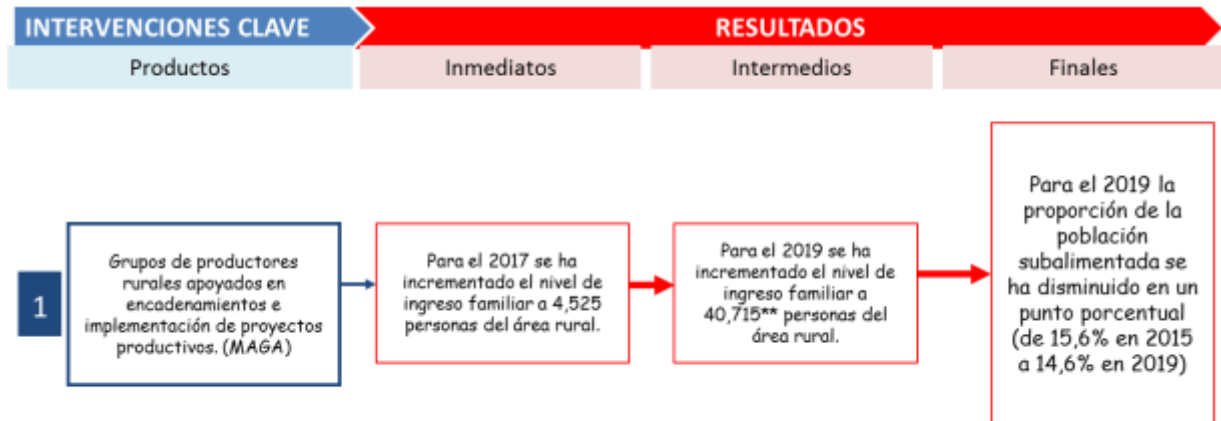 INTERVENCIONES CLAVE
RESULTADOS
Productos
Inmediatos
Intermedios
Finales
1
Grupos de productores
rurales apoyados en
encadenamientos e
implementación de proyectos
productivos. (MAGA)
Para el 2017 se ha
incrementado el nivel de
ingreso familiar a 4,525
personas del área rural.
Para el 2019 se ha
incrementado el nivel de
ingreso familiar a
40,715** personas del
área rural.
Para el 2019 la
proporción de la
población
subalimentada se
ha disminuido en un
punto porcentual
(de 15,6% en 2015
a 14,6% en 2019)